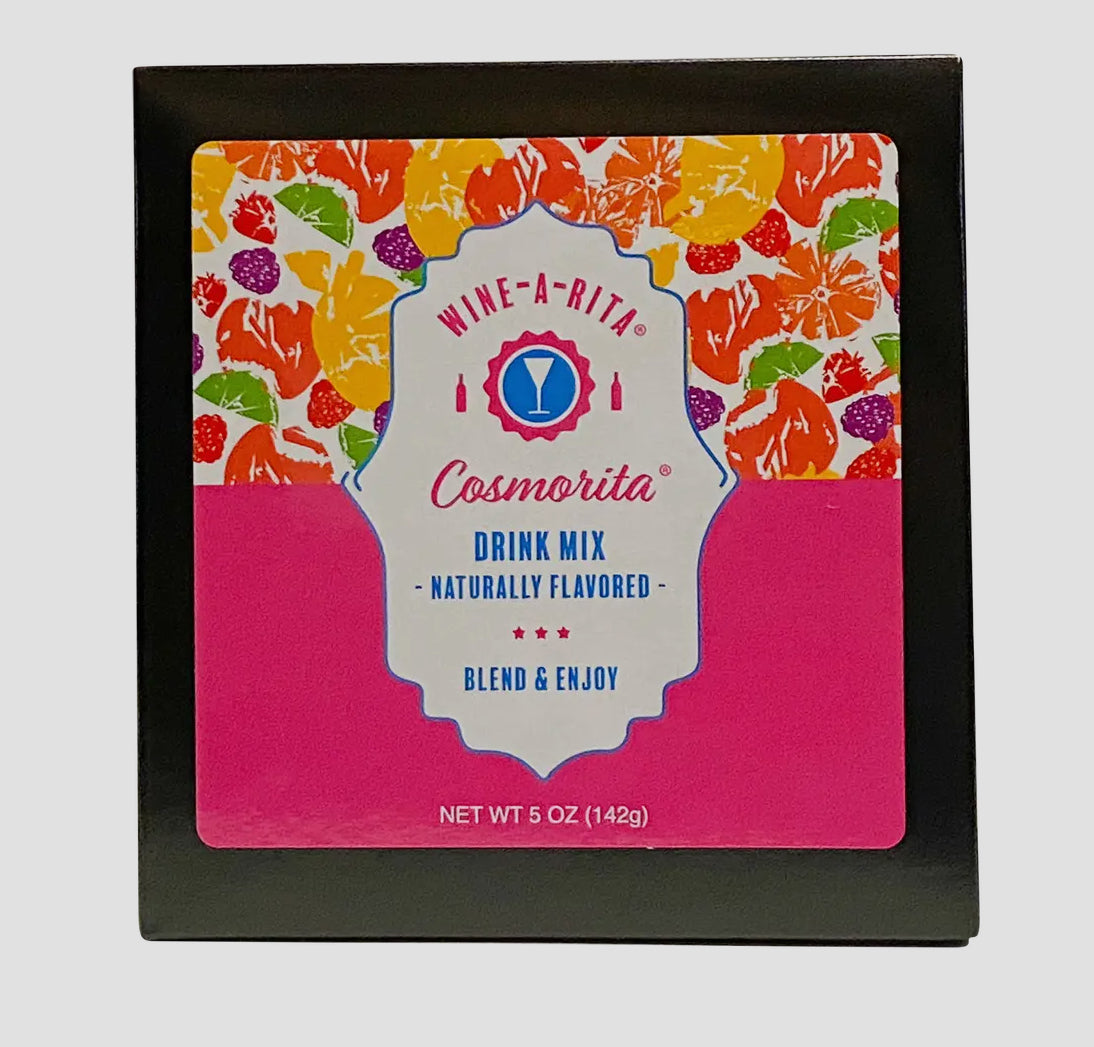 WINE-A-RITA®
Cosmorita®
DRINK MIX
- NATURALLY FLAVORED -
BLEND & ENJOY
NET WT 5 OZ (142g)